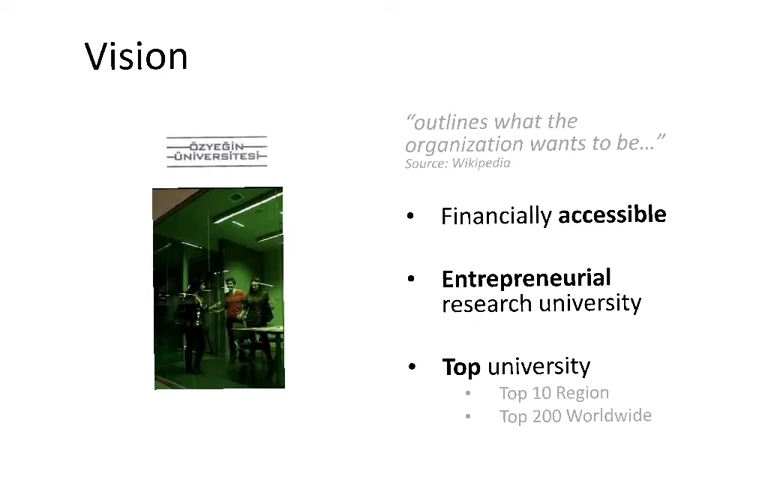 Vision
ÖZYEĞİN
ÜNİVERSİTESİ
“outlines what the
organization wants to be…”
Source: Wikipedia
• Financially accessible
• Entrepreneurial
research university
• Top university
• Top 10 Region
• Top 200 Worldwide